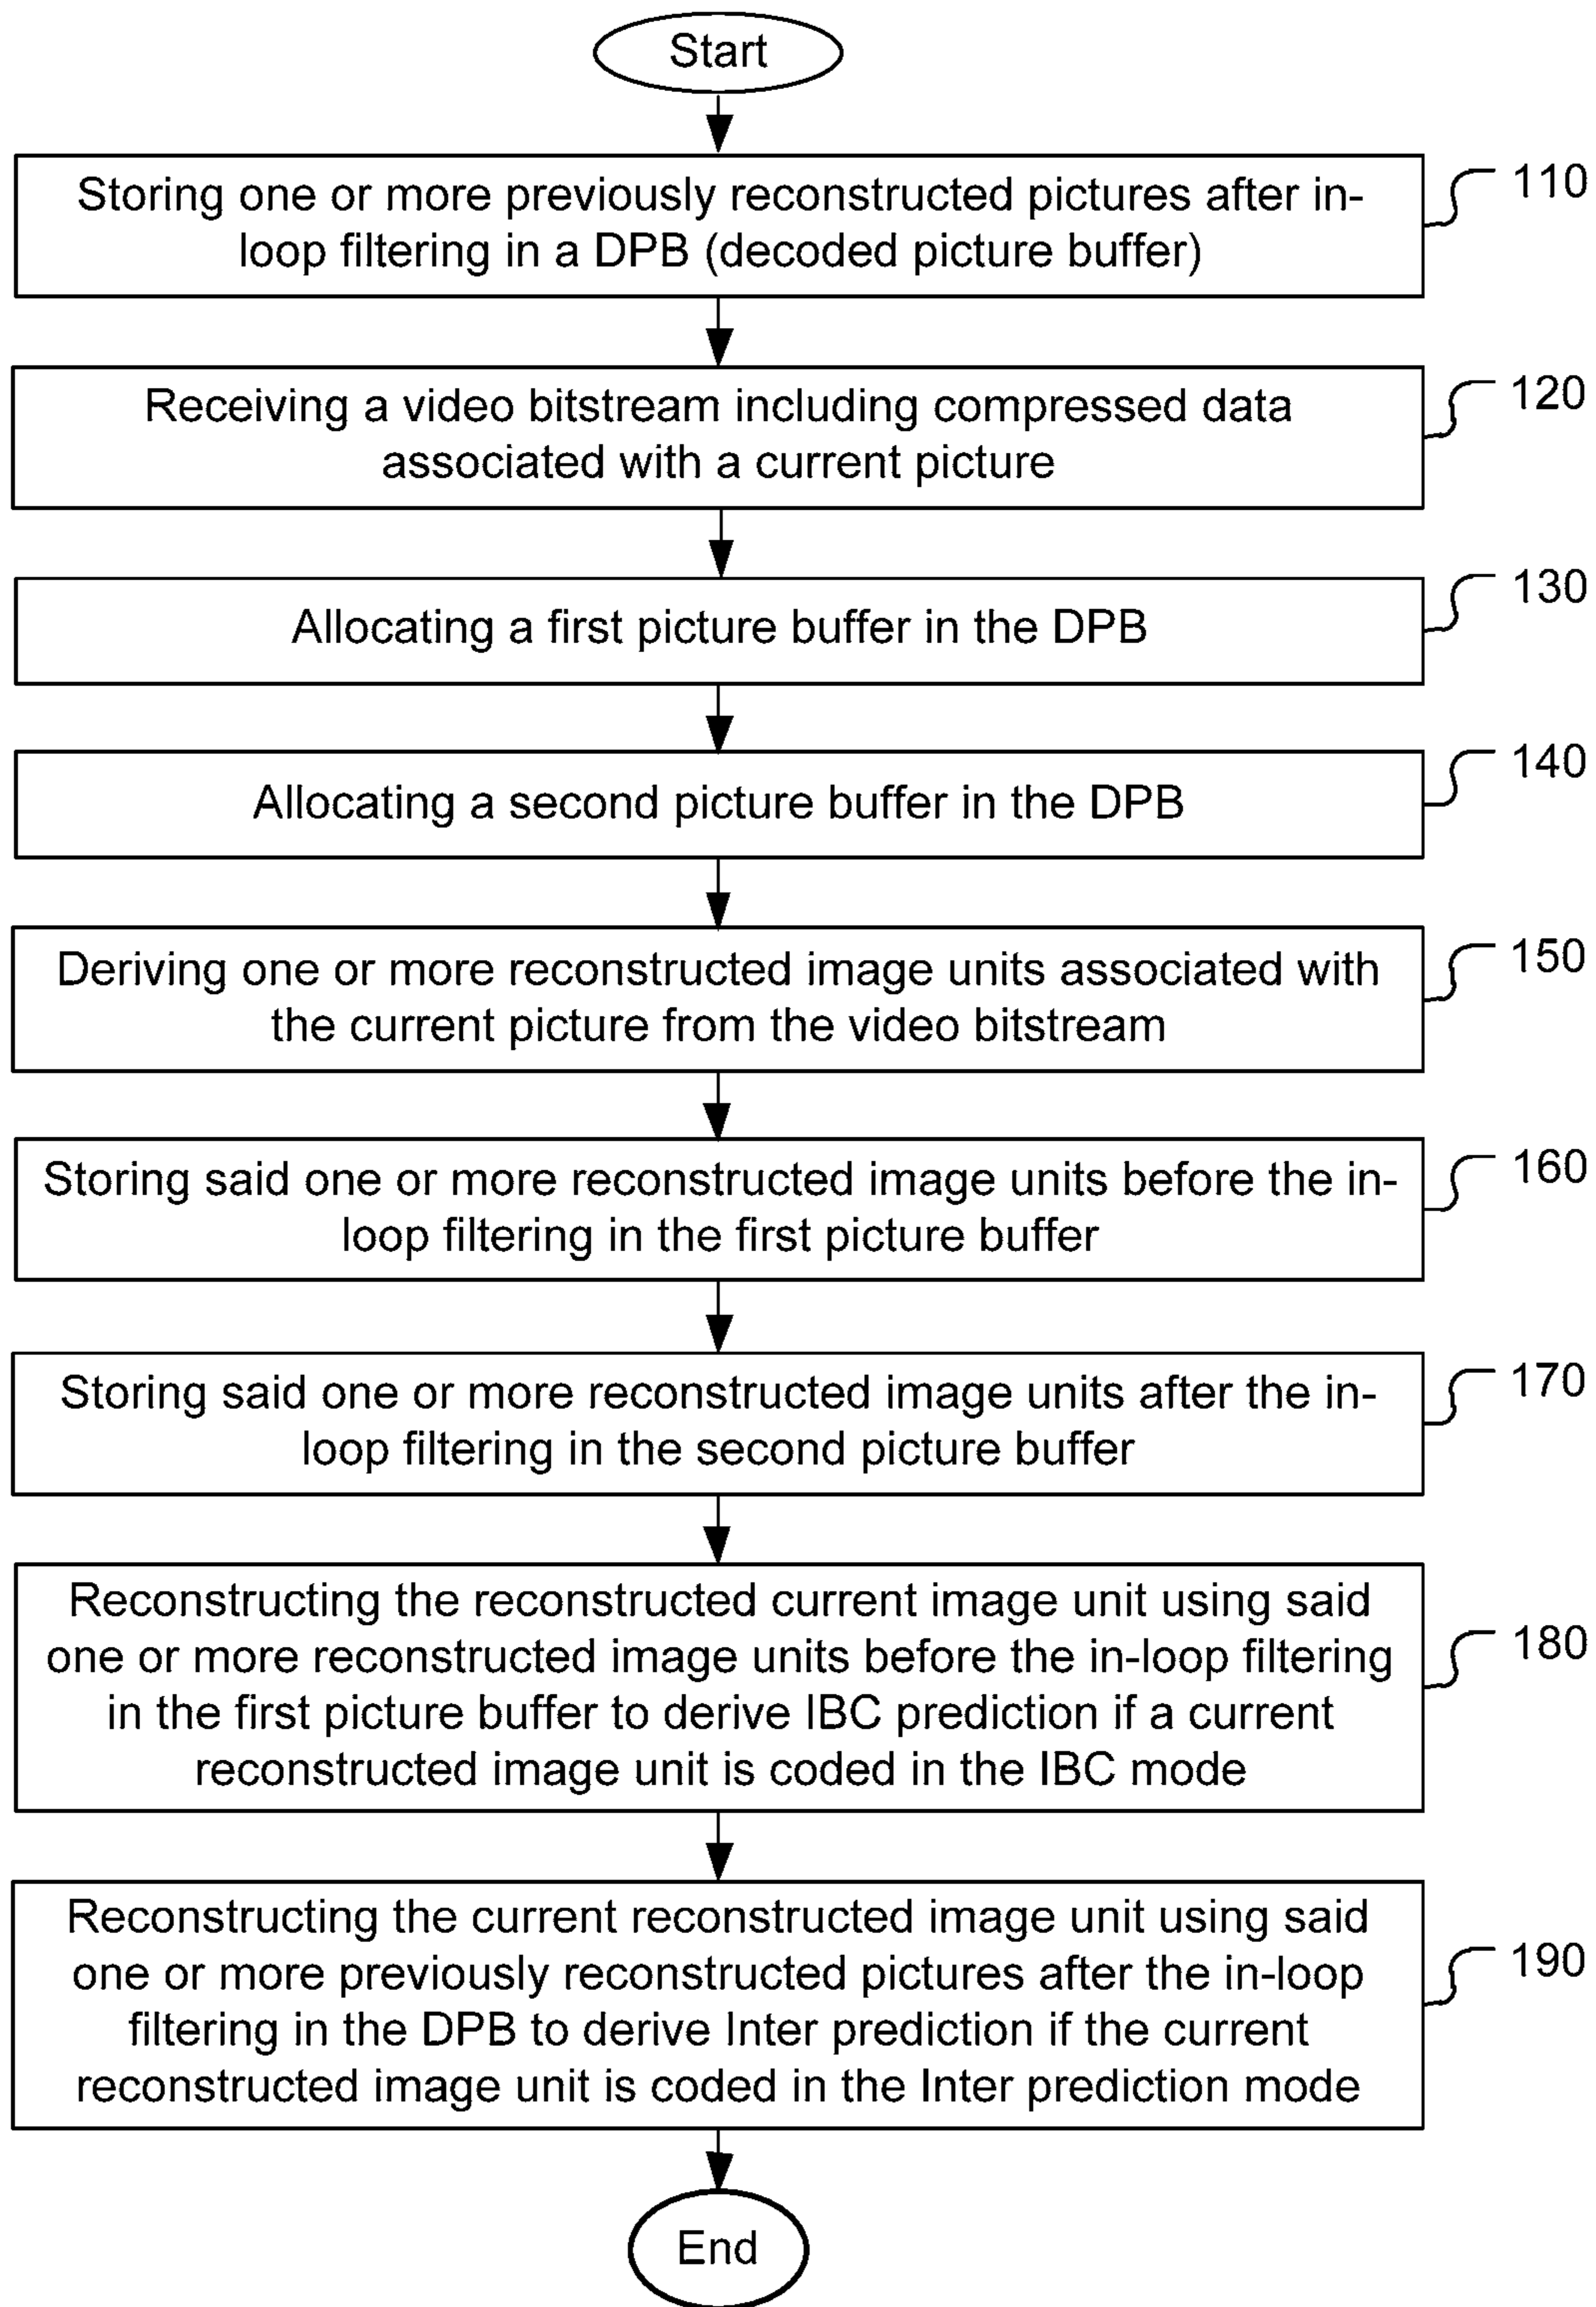 Start
Storing one or more previously reconstructed pictures after in-
loop filtering in a DPB (decoded picture buffer)
110
Receiving a video bitstream including compressed data
associated with a current picture
120
Allocating a first picture buffer in the DPB
130
Allocating a second picture buffer in the DPB
140
Deriving one or more reconstructed image units associated with
the current picture from the video bitstream
150
Storing said one or more reconstructed image units before the in-
loop filtering in the first picture buffer
160
Storing said one or more reconstructed image units after the in-
loop filtering in the second picture buffer
170
Reconstructing the reconstructed current image unit using said
one or more reconstructed image units before the in-loop filtering
in the first picture buffer to derive IBC prediction if a current
reconstructed image unit is coded in the IBC mode
180
Reconstructing the current reconstructed image unit using said
one or more previously reconstructed pictures after the in-loop
filtering in the DPB to derive Inter prediction if the current
reconstructed image unit is coded in the Inter prediction mode
190
End